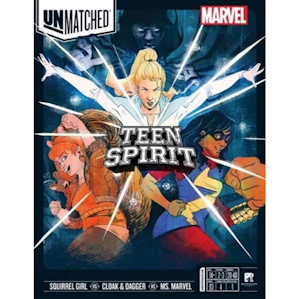 UNMATCHED
MARVEL
TEEN
SPIRIT
SQUIRREL GIRL VS CLOAK & DAGGER VS MS. MARVEL